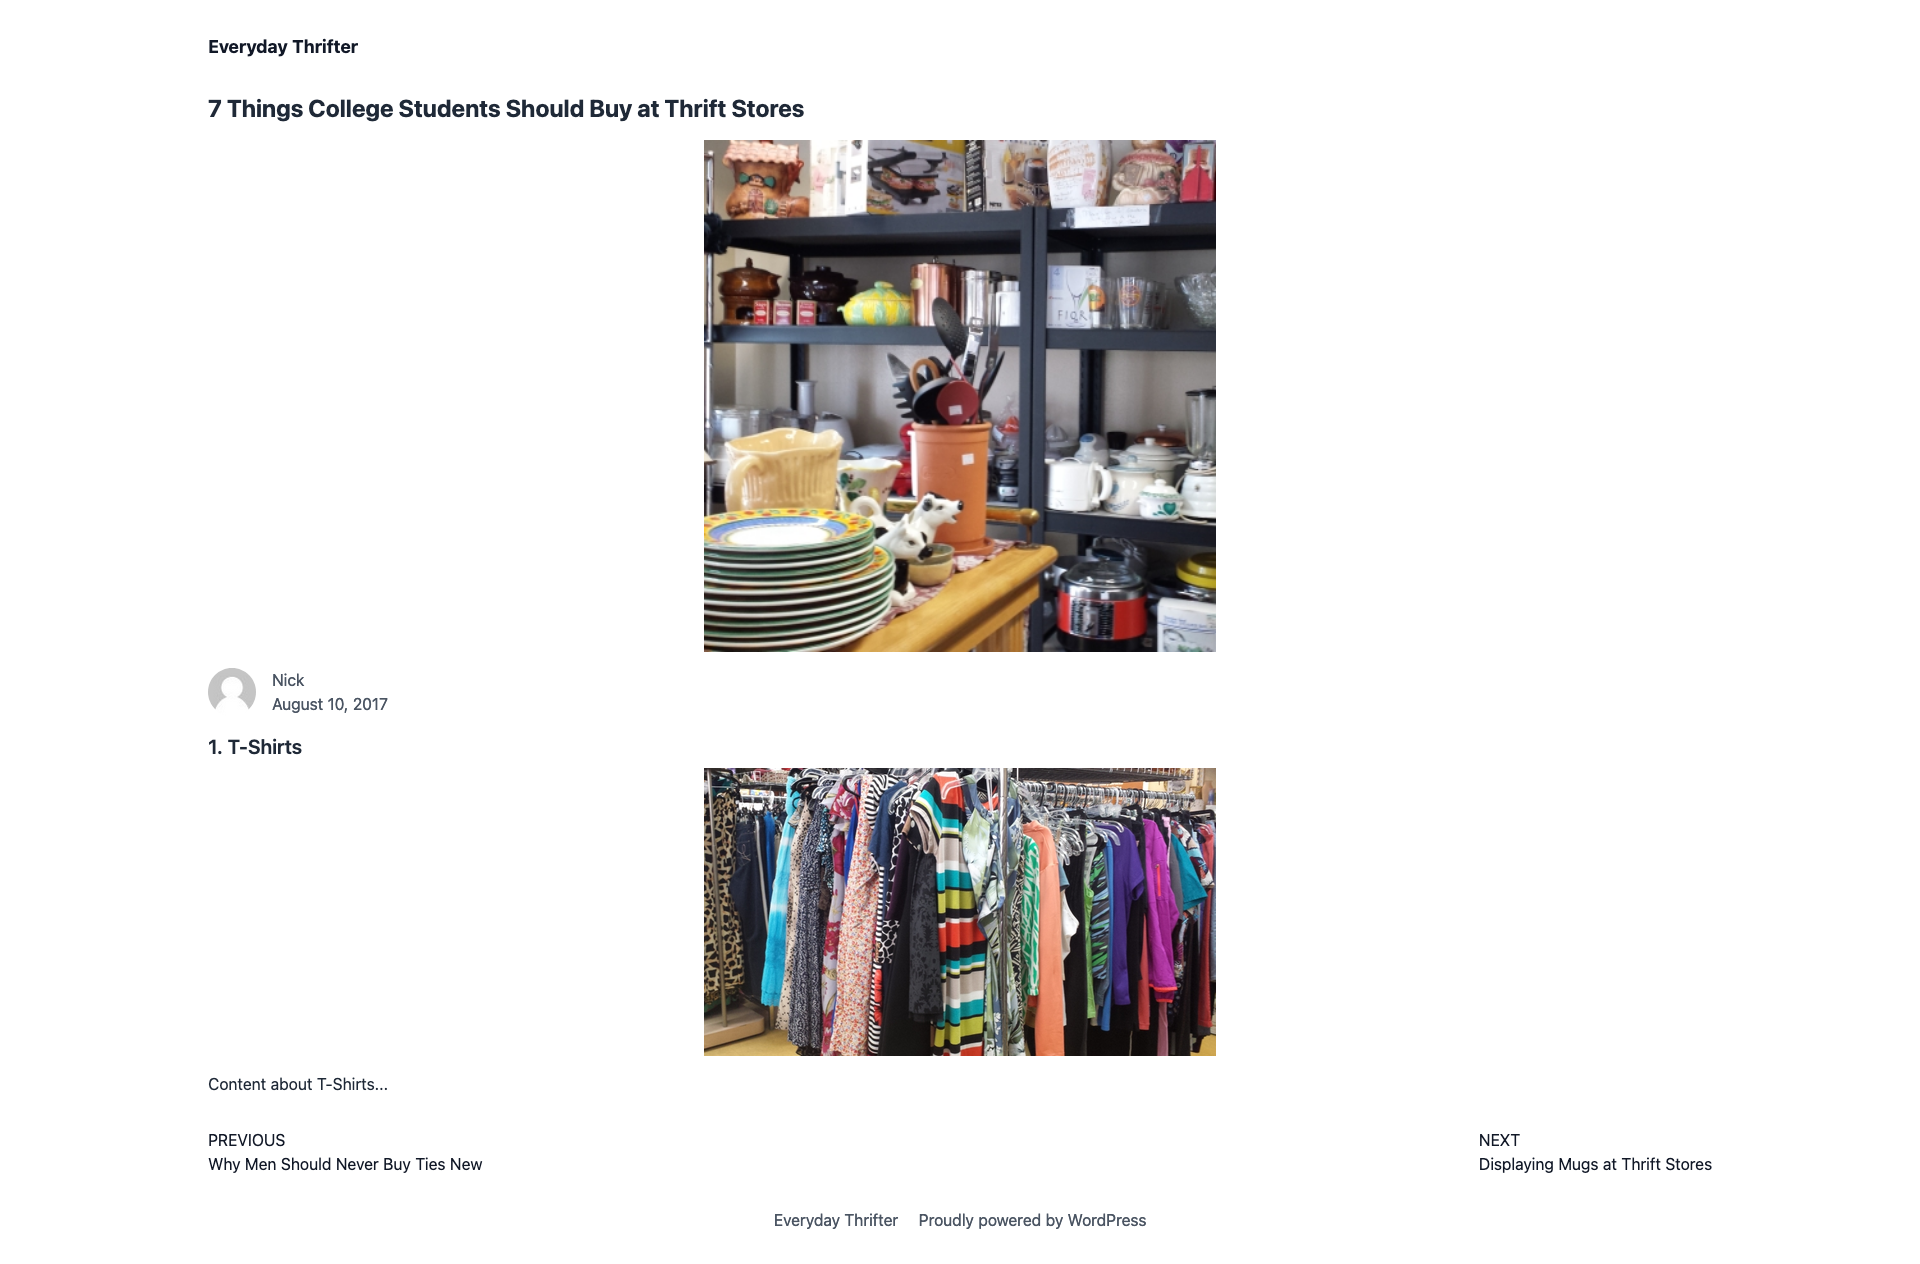 Everyday Thrifter
7 Things College Students Should Buy at Thrift Stores
Nick
August 10, 2017
1. T-Shirts
Content about T-Shirts...
PREVIOUS
Why Men Should Never Buy Ties New
NEXT
Displaying Mugs at Thrift Stores
Everyday Thrifter
Proudly powered by WordPress